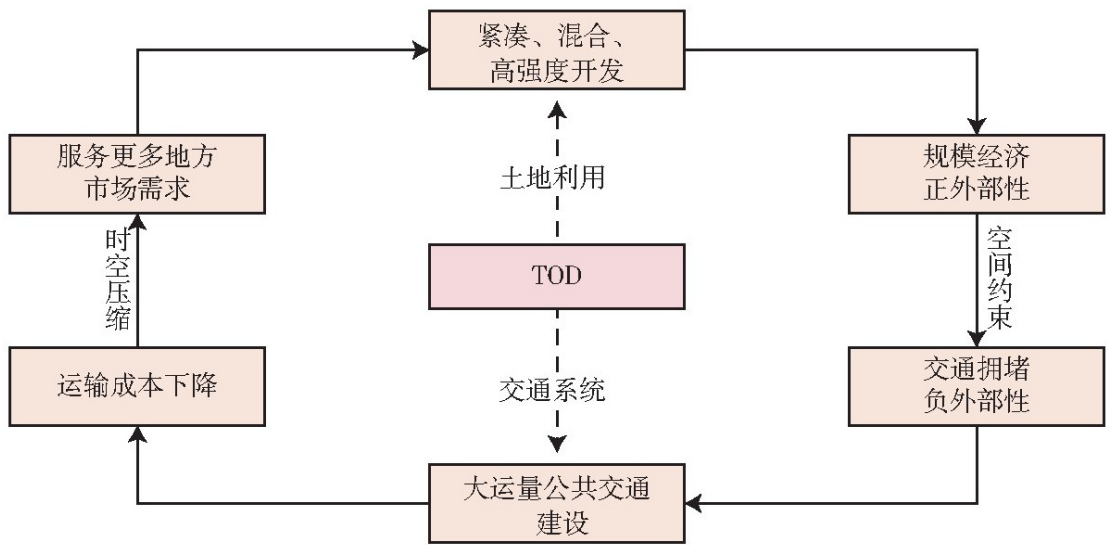 紧凑、混合、
高强度开发
服务更多地方
市场需求
土地利用
规模经济
正外部性
时空压缩
TOD
空间约束
运输成本下降
交通系统
交通拥堵
负外部性
大运量公共交通
建设